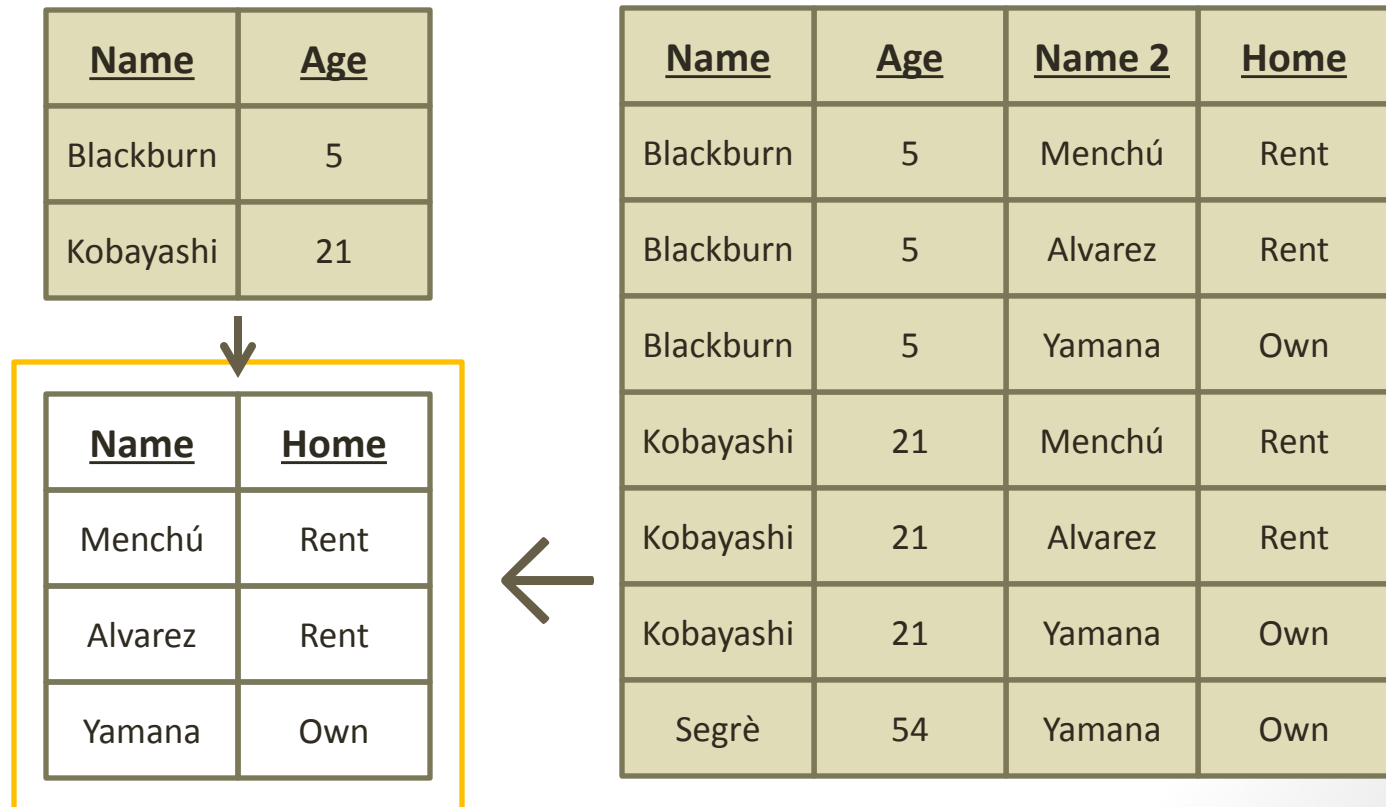 Name Age
Blackburn 5
Kobayashi 21
Name Home
Menchú Rent
Alvarez Rent
Yamana Own
Name Age Name 2 Home
Blackburn 5 Menchú Rent
Blackburn 5 Alvarez Rent
Blackburn 5 Yamana Own
Kobayashi 21 Menchú Rent
Kobayashi 21 Alvarez Rent
Kobayashi 21 Yamana Own
Segrè 54 Yamana Own